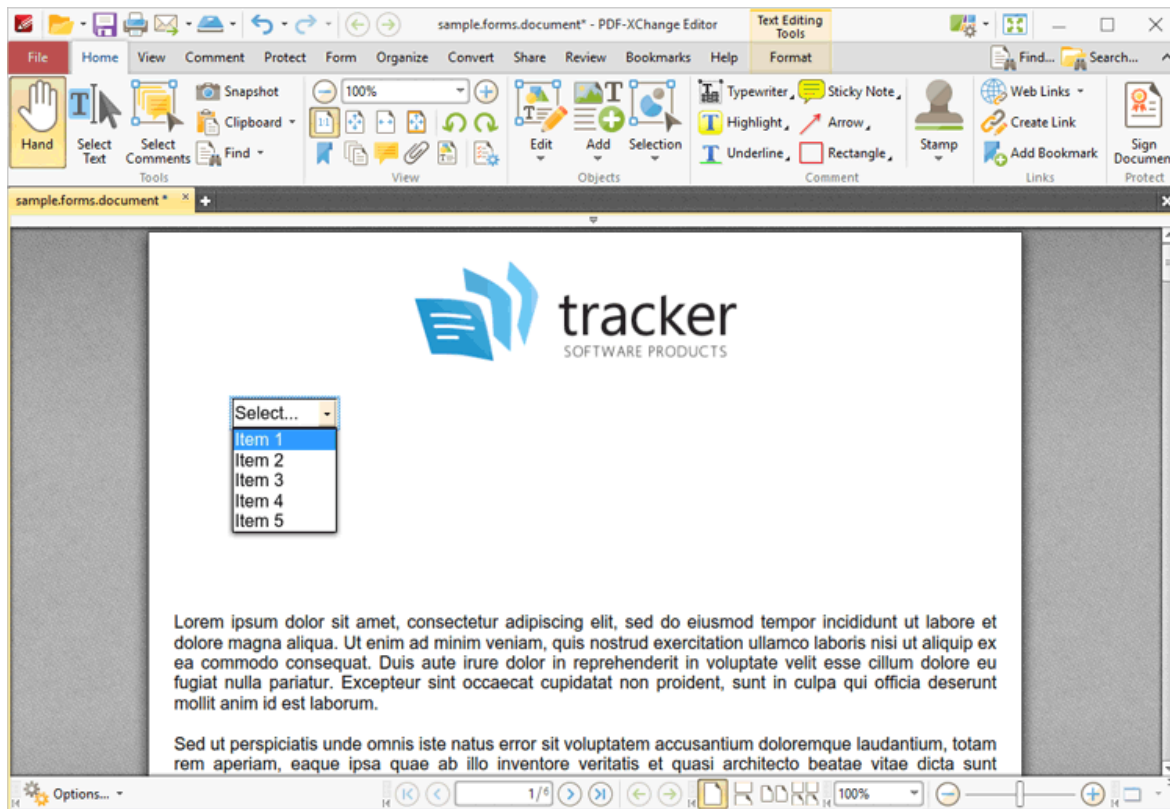 sample.forms.document* - PDF-XChange Editor
Text Editing Tools
File Home View Comment Protect Form Organize Convert Share Review Bookmarks Help Format Find... Search...
Hand
Select Text
Select Comments
Snapshot
Clipboard
Find
Tools
100%
View
Edit
Add
Selection
Objects
Typewriter Sticky Note
Highlight Arrow
Underline Rectangle
Stamp
Comment
Web Links
Create Link
Add Bookmark
Links
Sign Documen
Protect
sample.forms.document *
tracker
SOFTWARE PRODUCTS
Select...
Item 1
Item 2
Item 3
Item 4
Item 5
Lorem ipsum dolor sit amet, consectetur adipiscing elit, sed do eiusmod tempor incididunt ut labore et
dolore magna aliqua. Ut enim ad minim veniam, quis nostrud exercitation ullamco laboris nisi ut aliquip ex
ea commodo consequat. Duis aute irure dolor in reprehenderit in voluptate velit esse cillum dolore eu
fugiat nulla pariatur. Excepteur sint occaecat cupidatat non proident, sunt in culpa qui officia deserunt
mollit anim id est laborum.
Sed ut perspiciatis unde omnis iste natus error sit voluptatem accusantium doloremque laudantium, totam
rem aperiam, eaque ipsa quae ab illo inventore veritatis et quasi architecto beatae vitae dicta sunt
Options... 1/6 100%